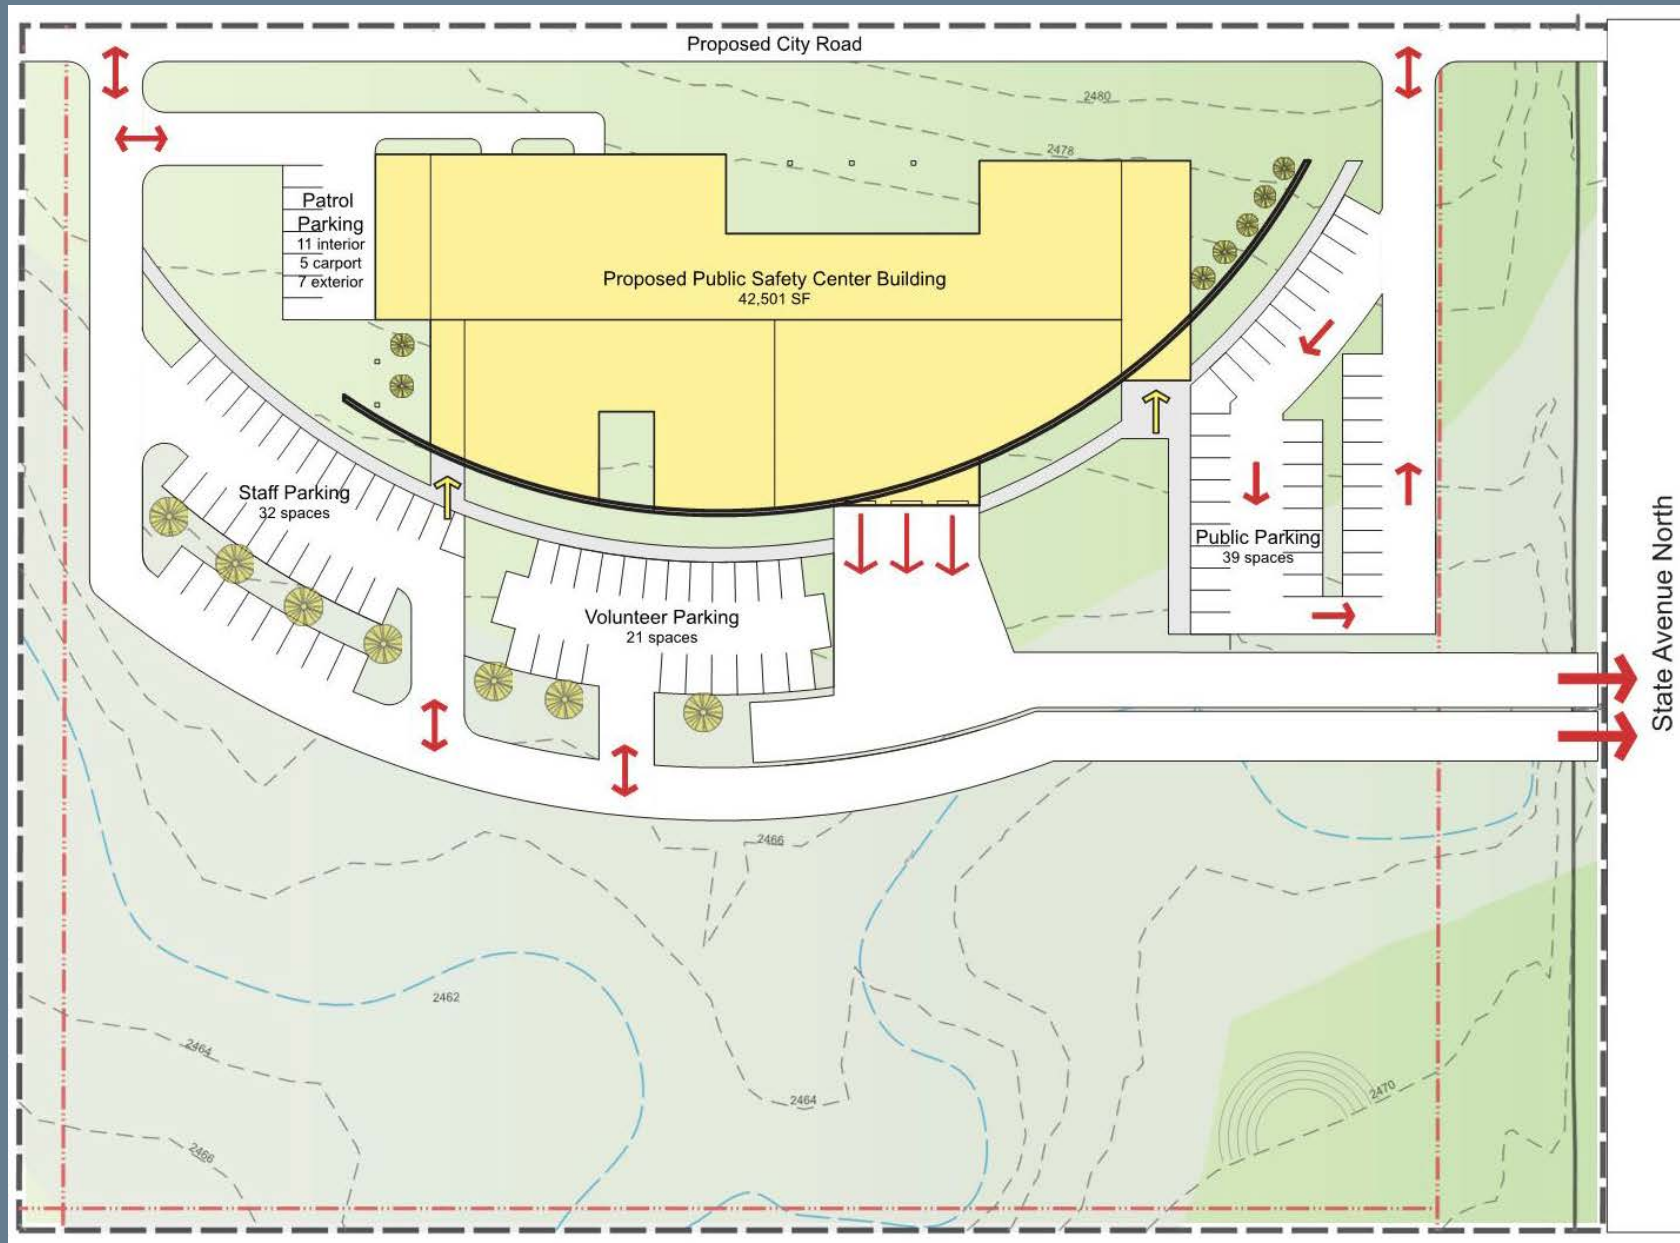 Proposed City Road
2480
2478
Patrol
Parking
11 interior
5 carport
7 exterior
Proposed Public Safety Center Building
42,501 SF
Staff Parking
32 spaces
Public Parking
39 spaces
Volunteer Parking
21 spaces
State Avenue North
2466
2462
2464
2464
2470
2466